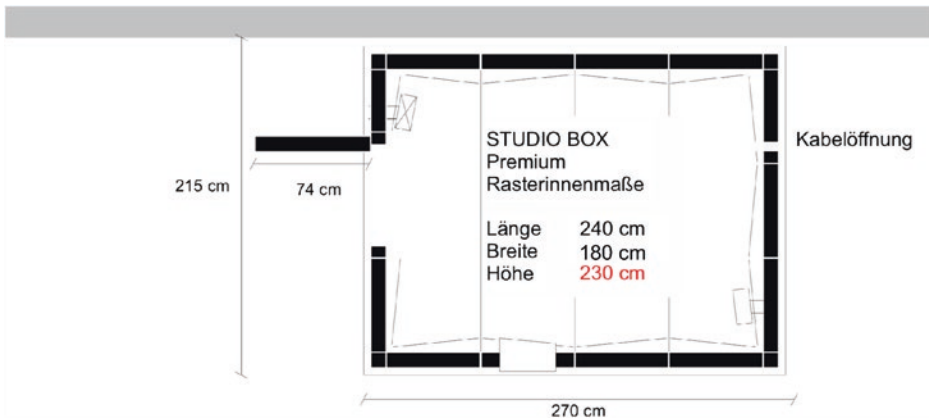 STUDIO BOX
Premium
Rasterinnenmaße
Länge 240 cm
Breite 180 cm
Höhe 230 cm
Kabelöffnung
215 cm
74 cm
270 cm